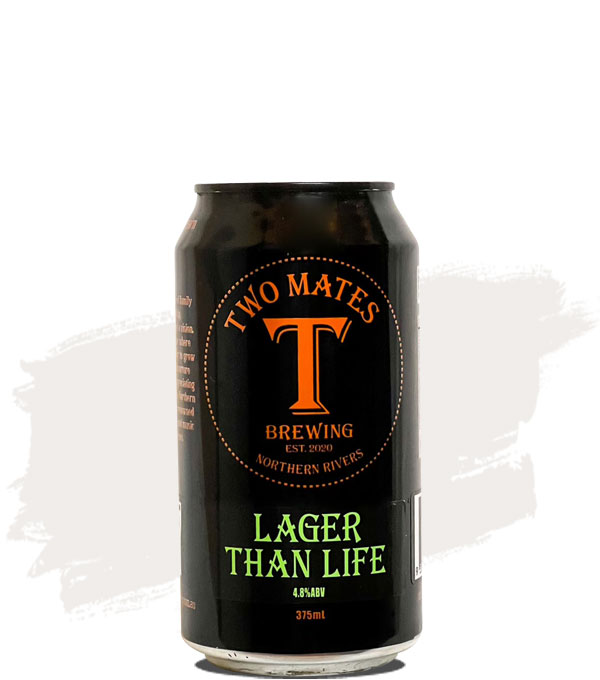 TWO MATES
T
BREWING
EST. 2020
NORTHERN RIVERS
LAGER
THAN LIFE
4.8%ABV
375mL